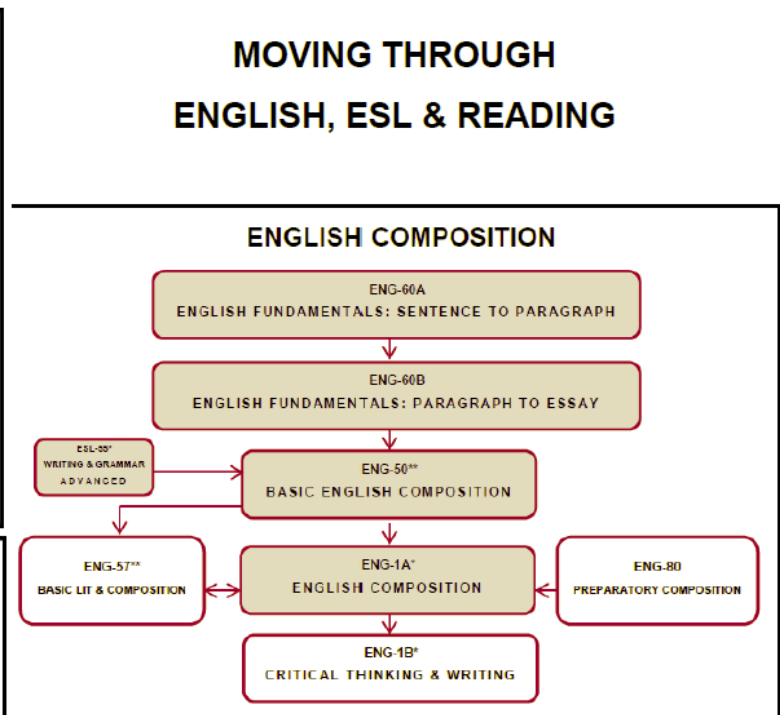 MOVING THROUGH
ENGLISH, ESL & READING
ENGLISH COMPOSITION
ENG-60A
ENGLISH FUNDAMENTALS: SENTENCE TO PARAGRAPH
ENG-60B
ENGLISH FUNDAMENTALS: PARAGRAPH TO ESSAY
ESL-55*
WRITING & GRAMMAR
ADVANCED
ENG-50**
BASIC ENGLISH COMPOSITION
ENG-57**
BASIC LIT & COMPOSITION
ENG-1A*
ENGLISH COMPOSITION
ENG-80
PREPARATORY COMPOSITION
ENG-1B*
CRITICAL THINKING & WRITING